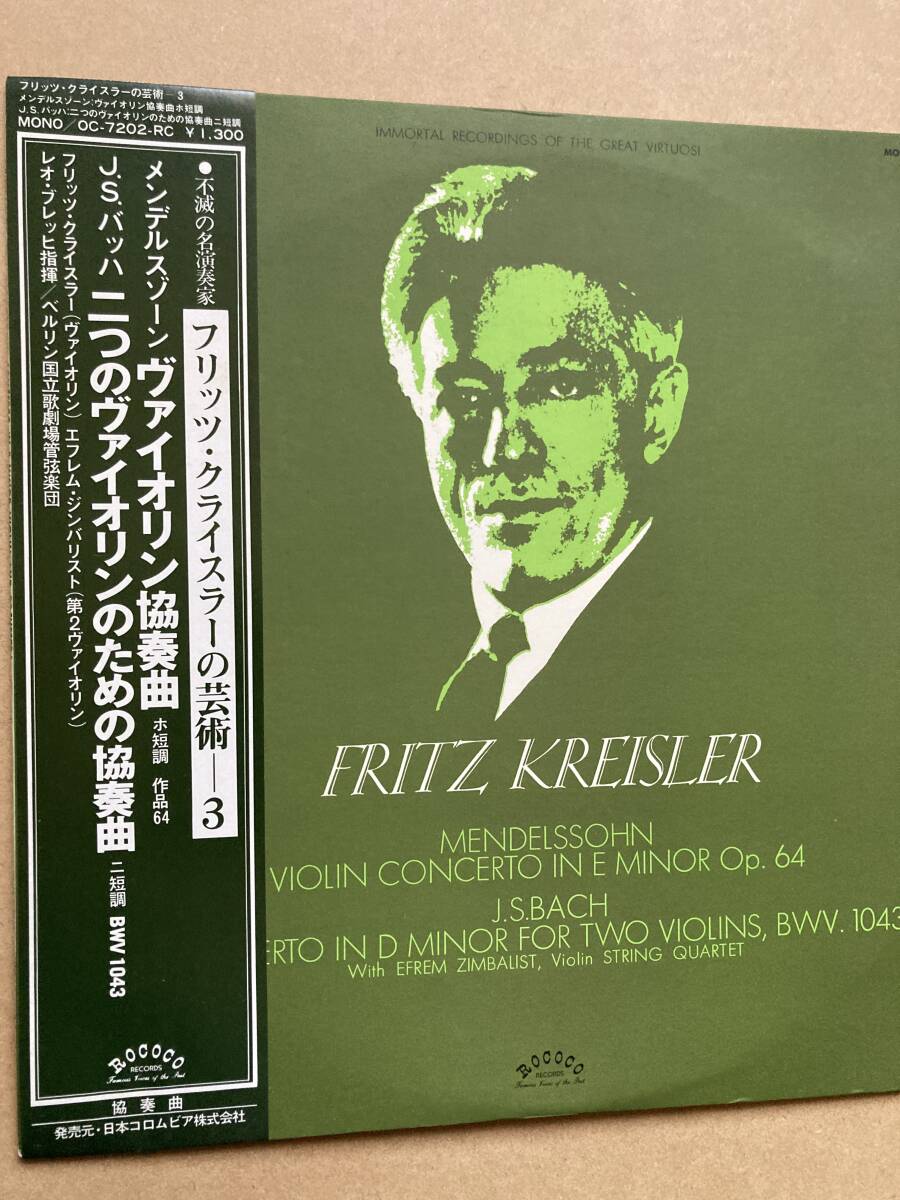 フリッツ・クライスラーの芸術―3
メンデルスゾーン:ヴァイオリン協奏曲ホ短調
J.S.バッハ:二つのヴァイオリンのための協奏曲ニ短調
MONO/OC-7202-RC ¥1,300
●不滅の名演奏家
フリッツ・クライスラーの芸術―3
メンデルスゾーン ヴァイオリン協奏曲 ホ短調 作品64
J.S.バッハ 二つのヴァイオリンのための協奏曲 ニ短調 BWV 1043
フリッツ・クライスラー(ヴァイオリン) エフレム・ジンバリスト(第2ヴァイオリン)
レオ・ブレッヒ指揮/ベルリン国立歌劇場管弦楽団
ROCOCO
RECORDS
Famous Voices of the Past
協奏曲
発売元・日本コロムビア株式会社
IMMORTAL RECORDINGS OF THE GREAT VIRTUOSI
MO
FRITZ KREISLER
MENDELSSOHN
VIOLIN CONCERTO IN E MINOR Op. 64
J.S.BACH
ERTO IN D MINOR FOR TWO VIOLINS, BWV. 1043
With EFREM ZIMBALIST, Violin STRING QUARTET
ROCOCO
RECORDS
Famous Voices of the Past